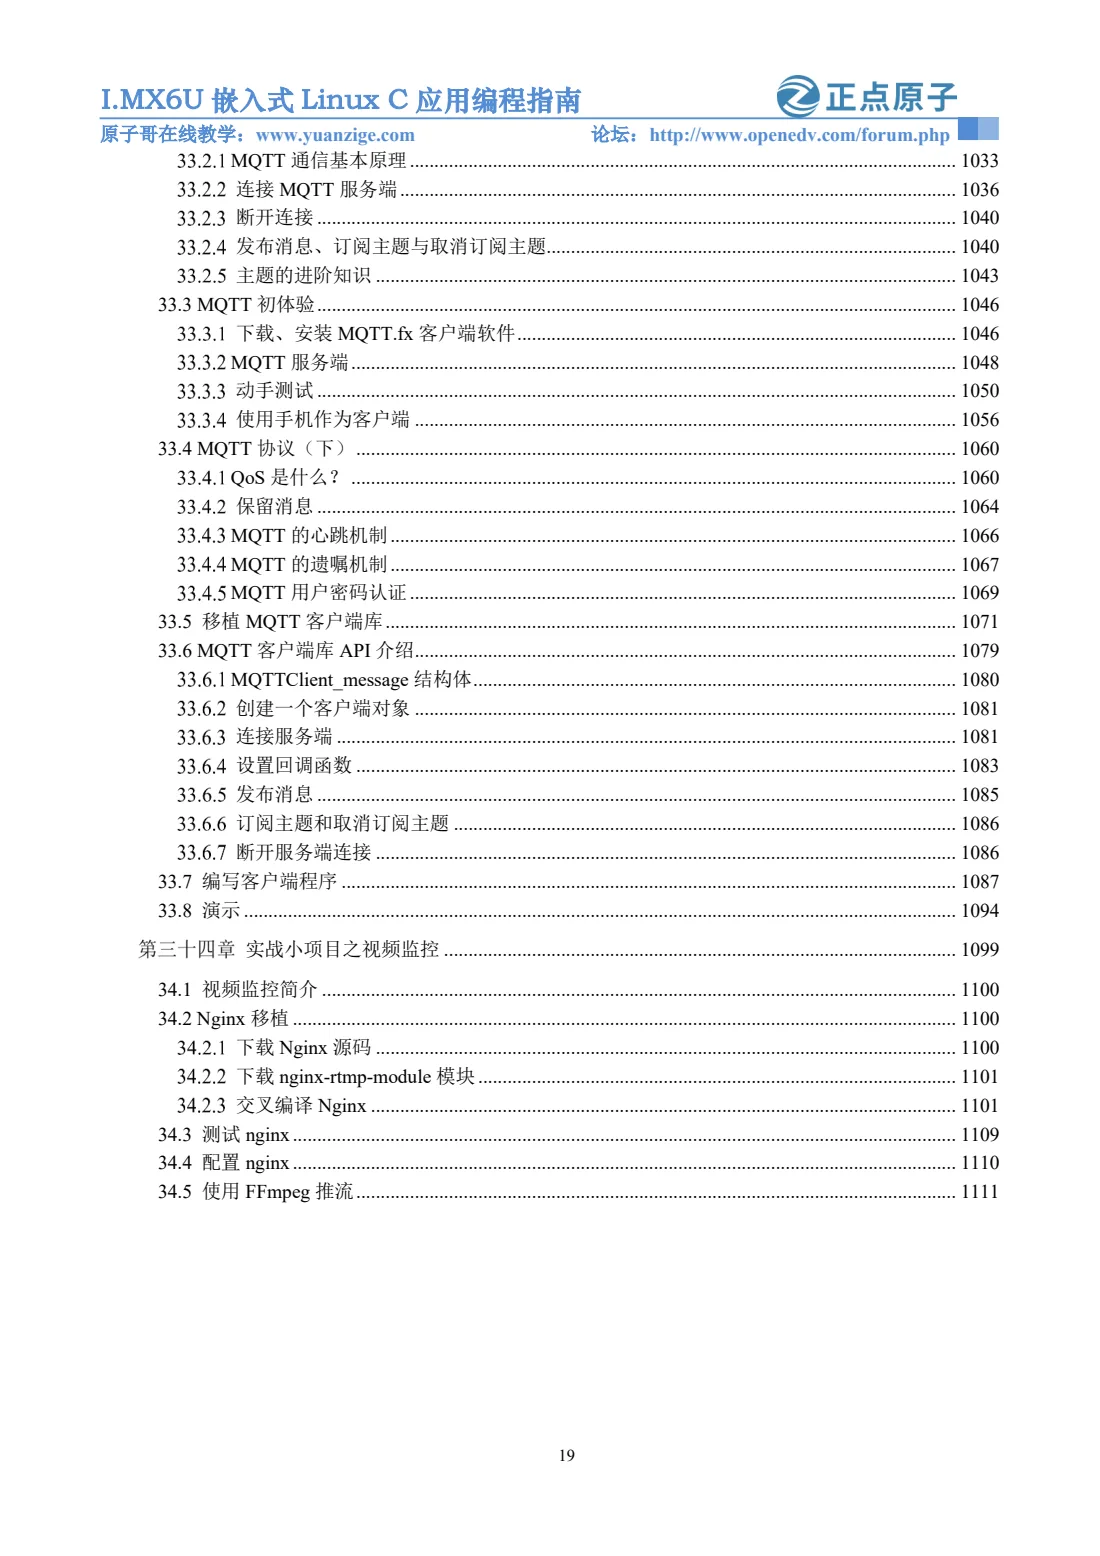 I.MX6U 嵌入式 Linux C 应用编程指南
正点原子
原子哥在线教学：www.yuanzige.com 论坛：http://www.openedv.com/forum.php
33.2.1 MQTT 通信基本原理 1033
33.2.2 连接 MQTT 服务端 1036
33.2.3 断开连接 1040
33.2.4 发布消息、订阅主题与取消订阅主题 1040
33.2.5 主题的进阶知识 1043
33.3 MQTT 初体验 1046
33.3.1 下载、安装 MQTT.fx 客户端软件 1046
33.3.2 MQTT 服务端 1048
33.3.3 动手测试 1050
33.3.4 使用手机作为客户端 1056
33.4 MQTT 协议（下） 1060
33.4.1 QoS 是什么？ 1060
33.4.2 保留消息 1064
33.4.3 MQTT 的心跳机制 1066
33.4.4 MQTT 的遗嘱机制 1067
33.4.5 MQTT 用户密码认证 1069
33.5 移植 MQTT 客户端库 1071
33.6 MQTT 客户端库 API 介绍 1079
33.6.1 MQTTClient_message 结构体 1080
33.6.2 创建一个客户端对象 1081
33.6.3 连接服务端 1081
33.6.4 设置回调函数 1083
33.6.5 发布消息 1085
33.6.6 订阅主题和取消订阅主题 1086
33.6.7 断开服务端连接 1086
33.7 编写客户端程序 1087
33.8 演示 1094
第三十四章 实战小项目之视频监控 1099
34.1 视频监控简介 1100
34.2 Nginx 移植 1100
34.2.1 下载 Nginx 源码 1100
34.2.2 下载 nginx-rtmp-module 模块 1101
34.2.3 交叉编译 Nginx 1101
34.3 测试 nginx 1109
34.4 配置 nginx 1110
34.5 使用 FFmpeg 推流 1111
19